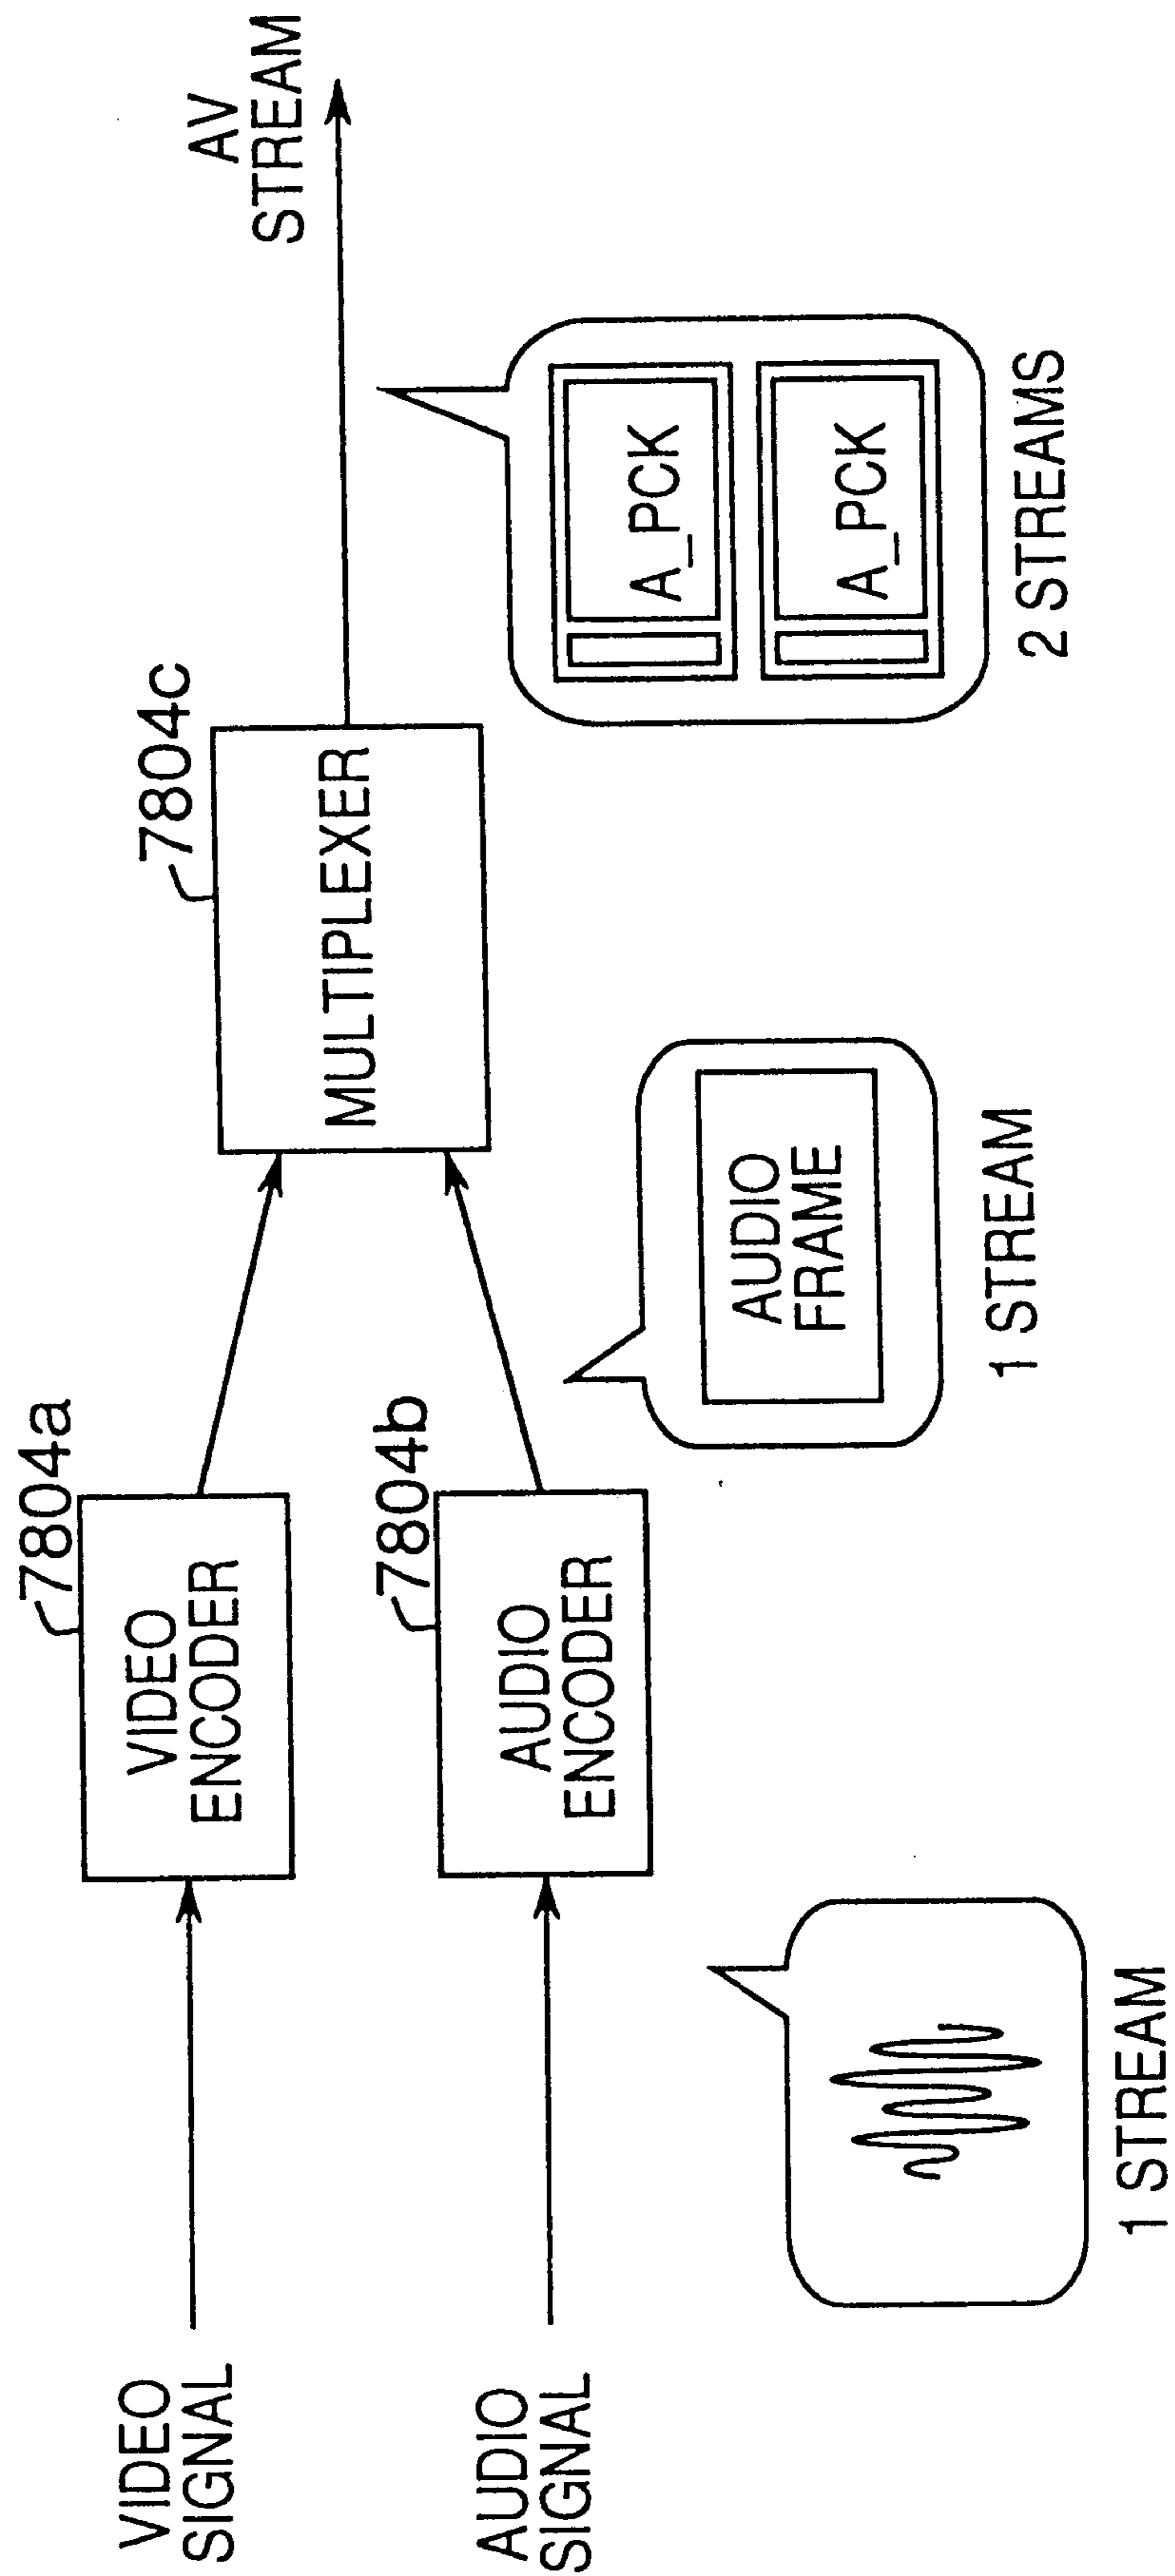 VIDEO
SIGNAL
7804a
VIDEO
ENCODER
AUDIO
SIGNAL
7804b
AUDIO
ENCODER
1 STREAM
AUDIO
FRAME
1 STREAM
7804c
MULTIPLEXER
AV
STREAM
A_PCK
A_PCK
2 STREAMS